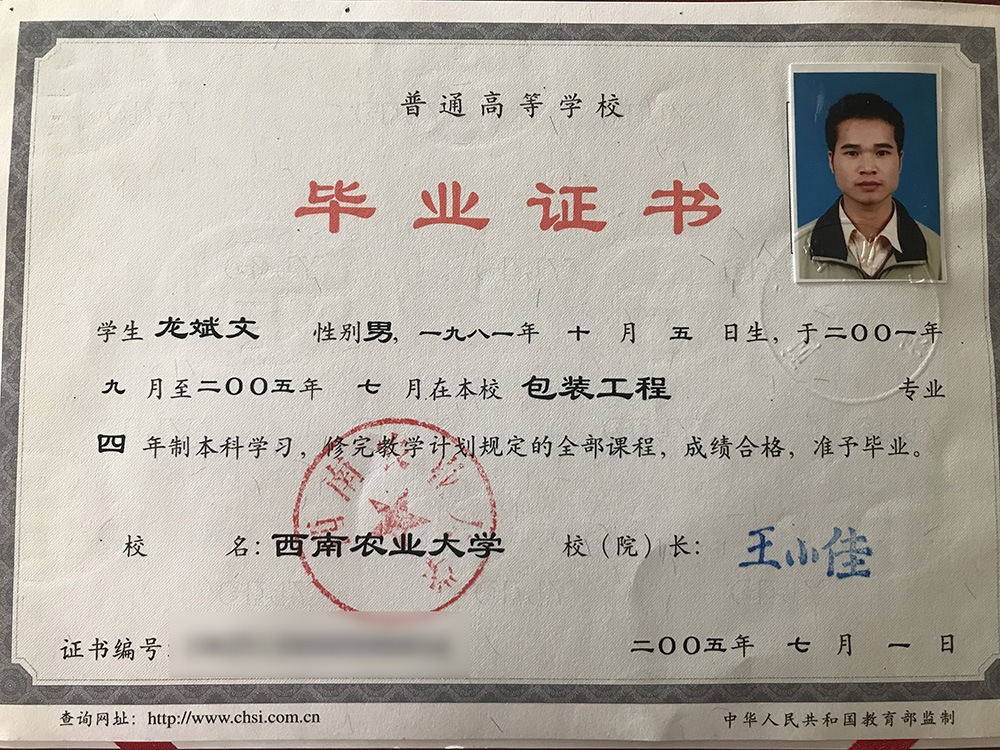 普通高等学校
毕业证书
学生 龙斌文 性别男，一九八一年 十 月 五 日生，于二〇〇一年
九 月至二〇〇五年 七 月在本校 包装工程 专业
四 年制本科学习，修完教学计划规定的全部课程，成绩合格，准予毕业。
校 名：西南农业大学 校（院）长： 王小佳
证书编号：
二〇〇五年 七 月 一 日
查询网址：http://www.chsi.com.cn
中华人民共和国教育部监制